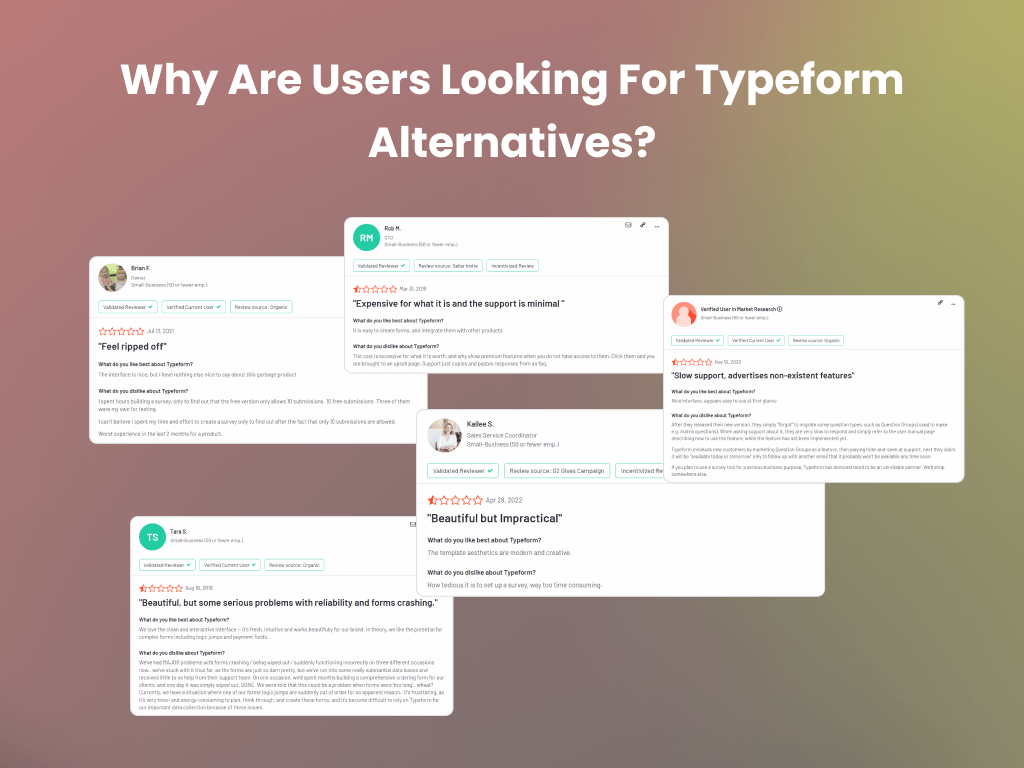 Why Are Users Looking For Typeform
Alternatives?
RM
Rob M.
CTO
Small-Business (50 or fewer emp.)
Validated Reviewer
Review source: Seller invite
Incentivized Review
Mar 31, 2019
"Expensive for what it is and the support is minimal "
What do you like best about Typeform?
It is easy to create forms, and integrate them with other products
What do you dislike about Typeform?
The cost is excessive for what it is worth, and why show premium features when you do not have access to them. Click them and you
are brought to an upsell page. Support just copies and pastes responses from an faq.
Brian F.
Owner
Small-Business (50 or fewer emp.)
Validated Reviewer
Verified Current User
Review source: Organic
Jul 13, 2021
"Feel ripped off"
What do you like best about Typeform?
The interface is nice, but I have nothing else nice to say about this garbage product.
What do you dislike about Typeform?
I spent hours building a survey, only to find out that the free version only allows 10 submissions. 10 free submissions. Three of them
were my own for testing.
I can't believe I spent my time and effort to create a survey only to find out after the fact that only 10 submissions are allowed.
Worst experience in the last 2 months for a product.
Verified User in Market Research
Small-Business (50 or fewer emp.)
Validated Reviewer
Verified Current User
Review source: Organic
Nov 16, 2020
"Slow support, advertises non-existent features"
What do you like best about Typeform?
Nice interface, appears easy to use at first glance
What do you dislike about Typeform?
After they released their new version, they simply "forgot" to migrate some question types, such as Question Groups (used to make
e.g. matrix questions). When asking support about it, they are very slow to respond and simply refer to the user manual page
describing how to use the feature, while the feature has not been implemented yet.
Typeform misleads new customers by marketing Question Groups as a feature, then playing hide-and-seek at support, next they claim
it will be "available today or tomorrow" only to follow up with another email that it probably won't be available any time soon.
If you plan to use a survey tool for a serious business purpose, Typeform has demonstrated to be an unreliable partner. We'll shop
somewhere else.
Kailee S.
Sales Service Coordinator
Small-Business (50 or fewer emp.)
Validated Reviewer
Review source: G2 Gives Campaign
Incentivized Re
Apr 28, 2022
"Beautiful but Impractical"
What do you like best about Typeform?
The template aesthetics are modern and creative.
What do you dislike about Typeform?
How tedious it is to set up a survey, way too time consuming.
TS
Tara S.
Small-Business (50 or fewer emp.)
Validated Reviewer
Verified Current User
Review source: Organic
"Beautiful, but some serious problems with reliability and forms crashing."
What do you like best about Typeform?
We love the clean and interactive interface -- it's fresh, intuitive and works beautifully for our brand. In theory, we like the potential for
complex forms including logic jumps and payment fields..
What do you dislike about Typeform?
We've had MAJOR problems with forms crashing / being wiped out / suddenly functioning incorrectly on three different occasions
now.. we've stuck with it thus far, as the forms are just so darn pretty, but we've run into some really substantial data losses and
received little to no help from their support team. On one occasion, we'd spent months building a comprehensive ordering form for our
clients, and one day it was simply wiped out. GONE. We were told that this could be a problem when forms were 'too long'.. whaat?
Currently, we have a situation where one of our forms' logic jumps are suddenly out of order for no apparent reason.. It's frustrating, as
it's very time- and energy-consuming to plan, think through, and create these forms, and it's become difficult to rely on Typeform for
our important data collection because of these issues.